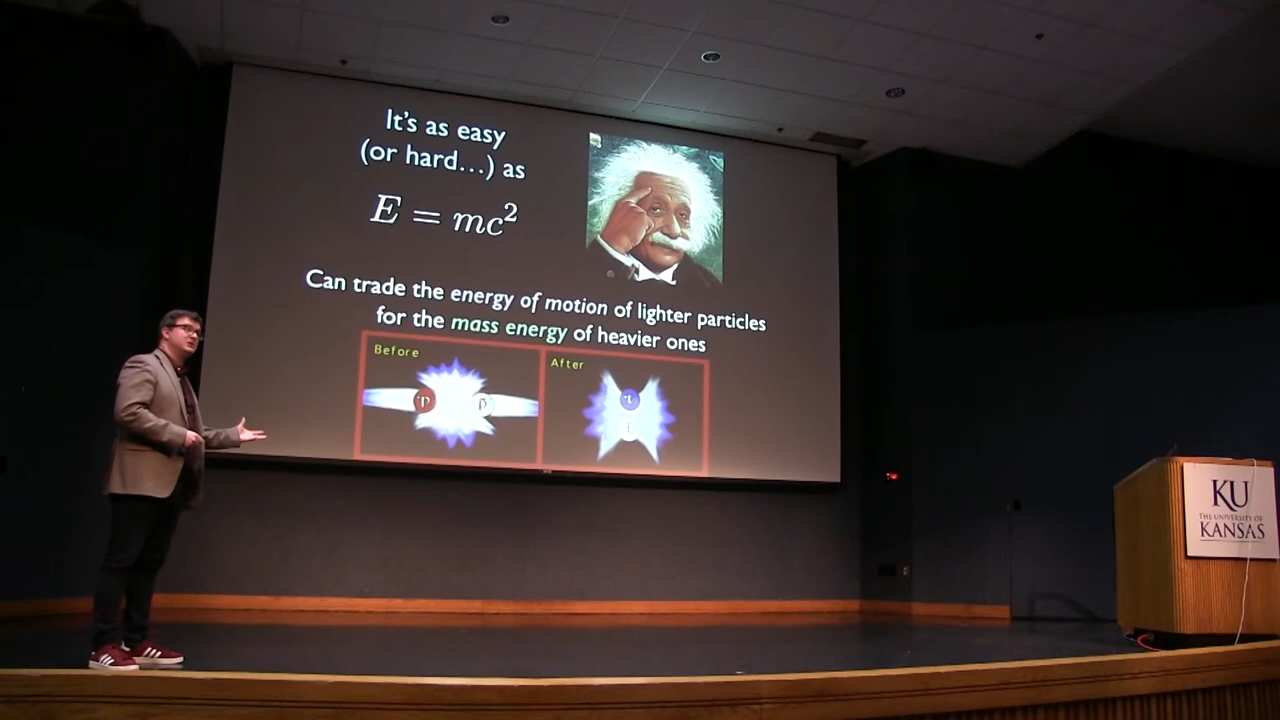 It's as easy
(or hard...) as
E = mc²
Can trade the energy of motion of lighter particles
for the mass energy of heavier ones
Before
After
p
KU
THE UNIVERSITY OF
KANSAS